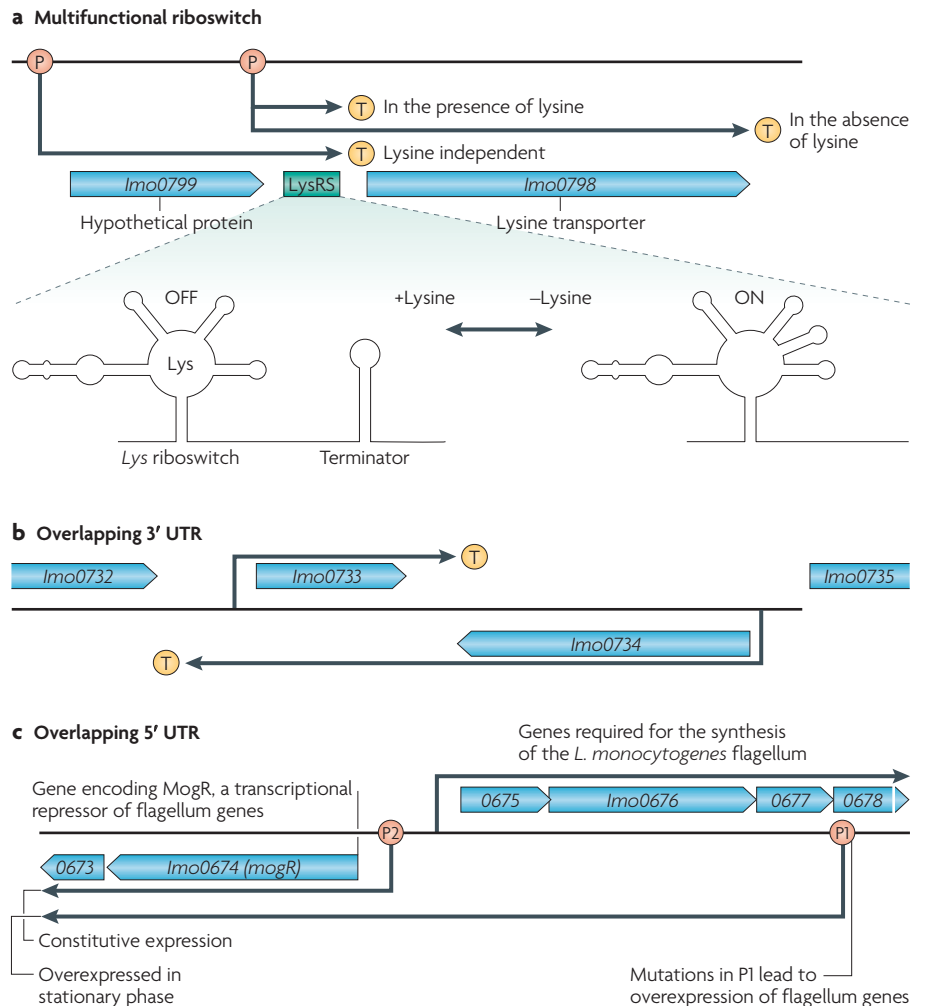 a Multifunctional riboswitch
P
P
T In the presence of lysine
T In the absence
of lysine
T Lysine independent
lmo0799
LysRS
lmo0798
Hypothetical protein
Lysine transporter
OFF
+Lysine
–Lysine
ON
Lys
Lys riboswitch
Terminator
b Overlapping 3′ UTR
T
lmo0732
lmo0733
lmo0735
lmo0734
T
c Overlapping 5′ UTR
Genes required for the synthesis
of the L. monocytogenes flagellum
Gene encoding MogR, a transcriptional
repressor of flagellum genes
0675
lmo0676
0677
0678
P2
P1
0673
lmo0674 (mogR)
Constitutive expression
Overexpressed in
stationary phase
Mutations in P1 lead to
overexpression of flagellum genes